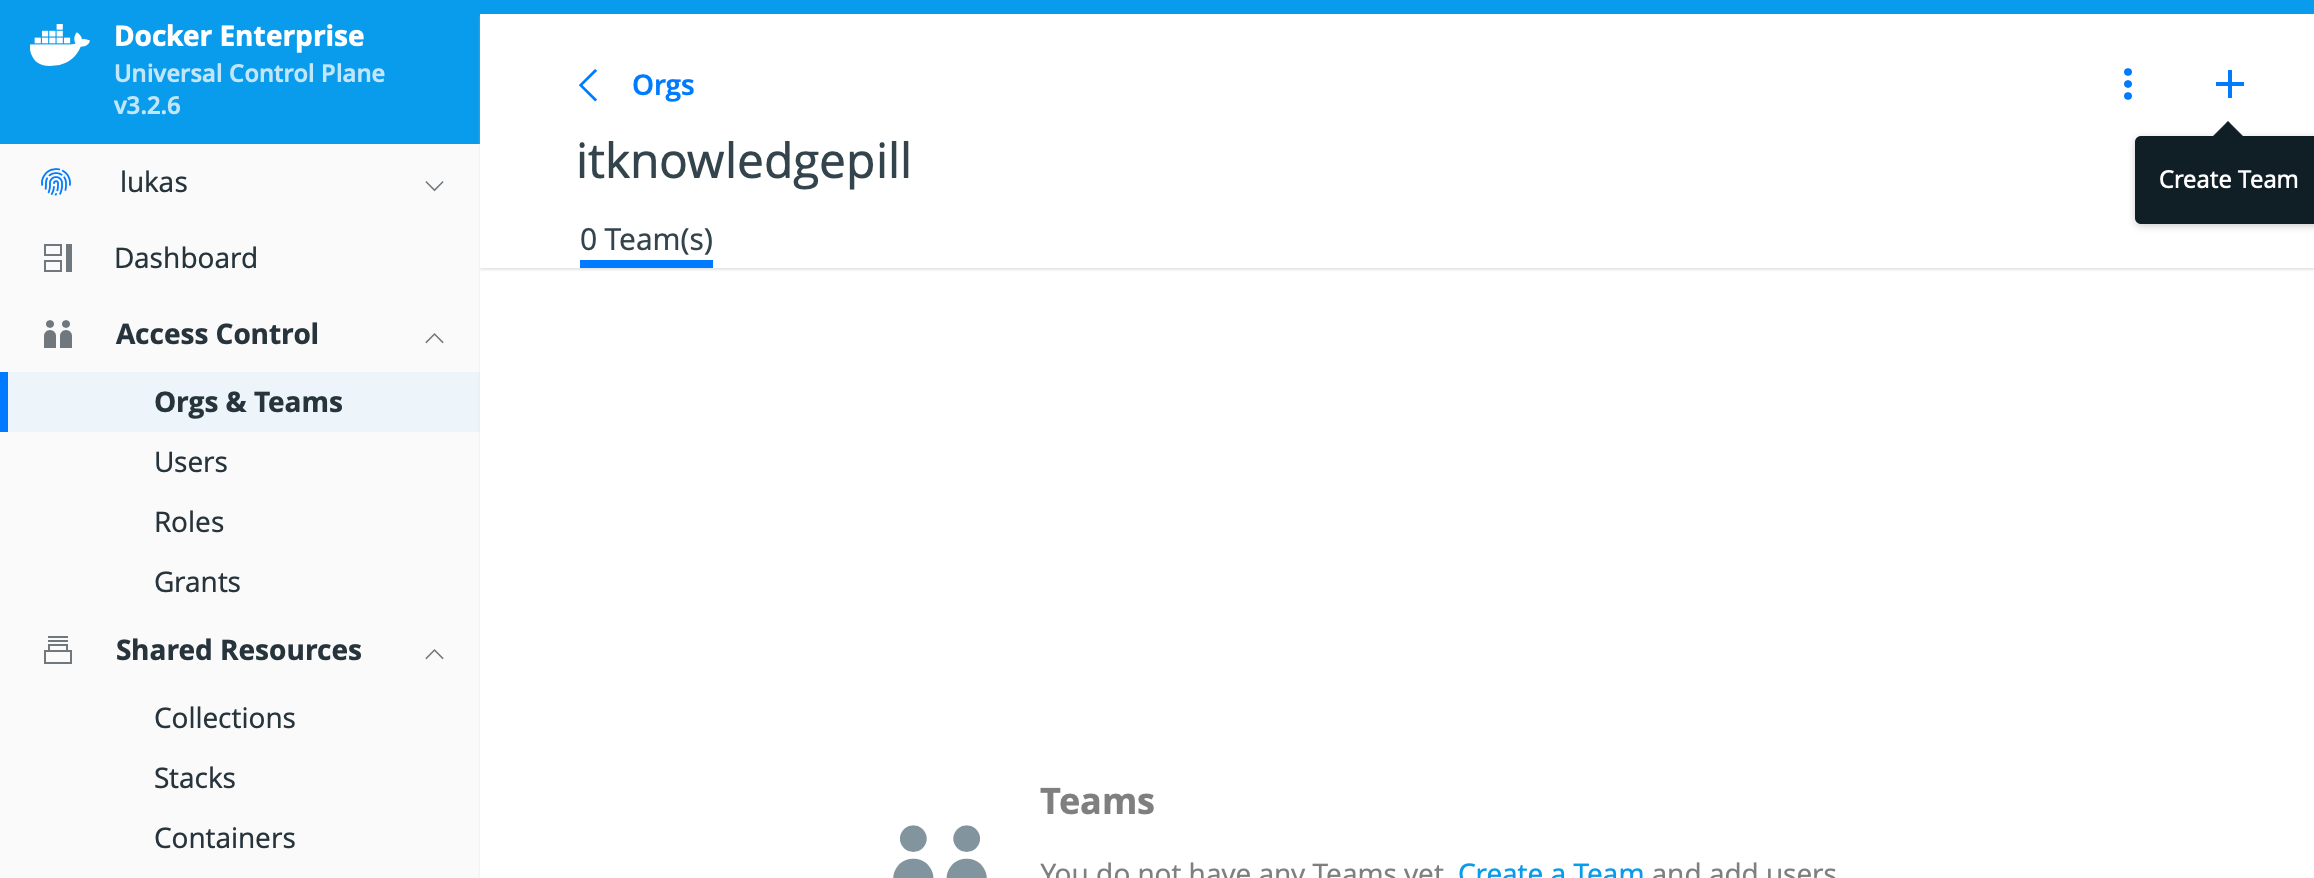 Docker Enterprise
Universal Control Plane
v3.2.6
lukas
Dashboard
Access Control
Orgs & Teams
Users
Roles
Grants
Shared Resources
Collections
Stacks
Containers
Orgs
itknowledgepill
Create Team
0 Team(s)
Teams
You do not have any Teams yet. Create a Team and add users